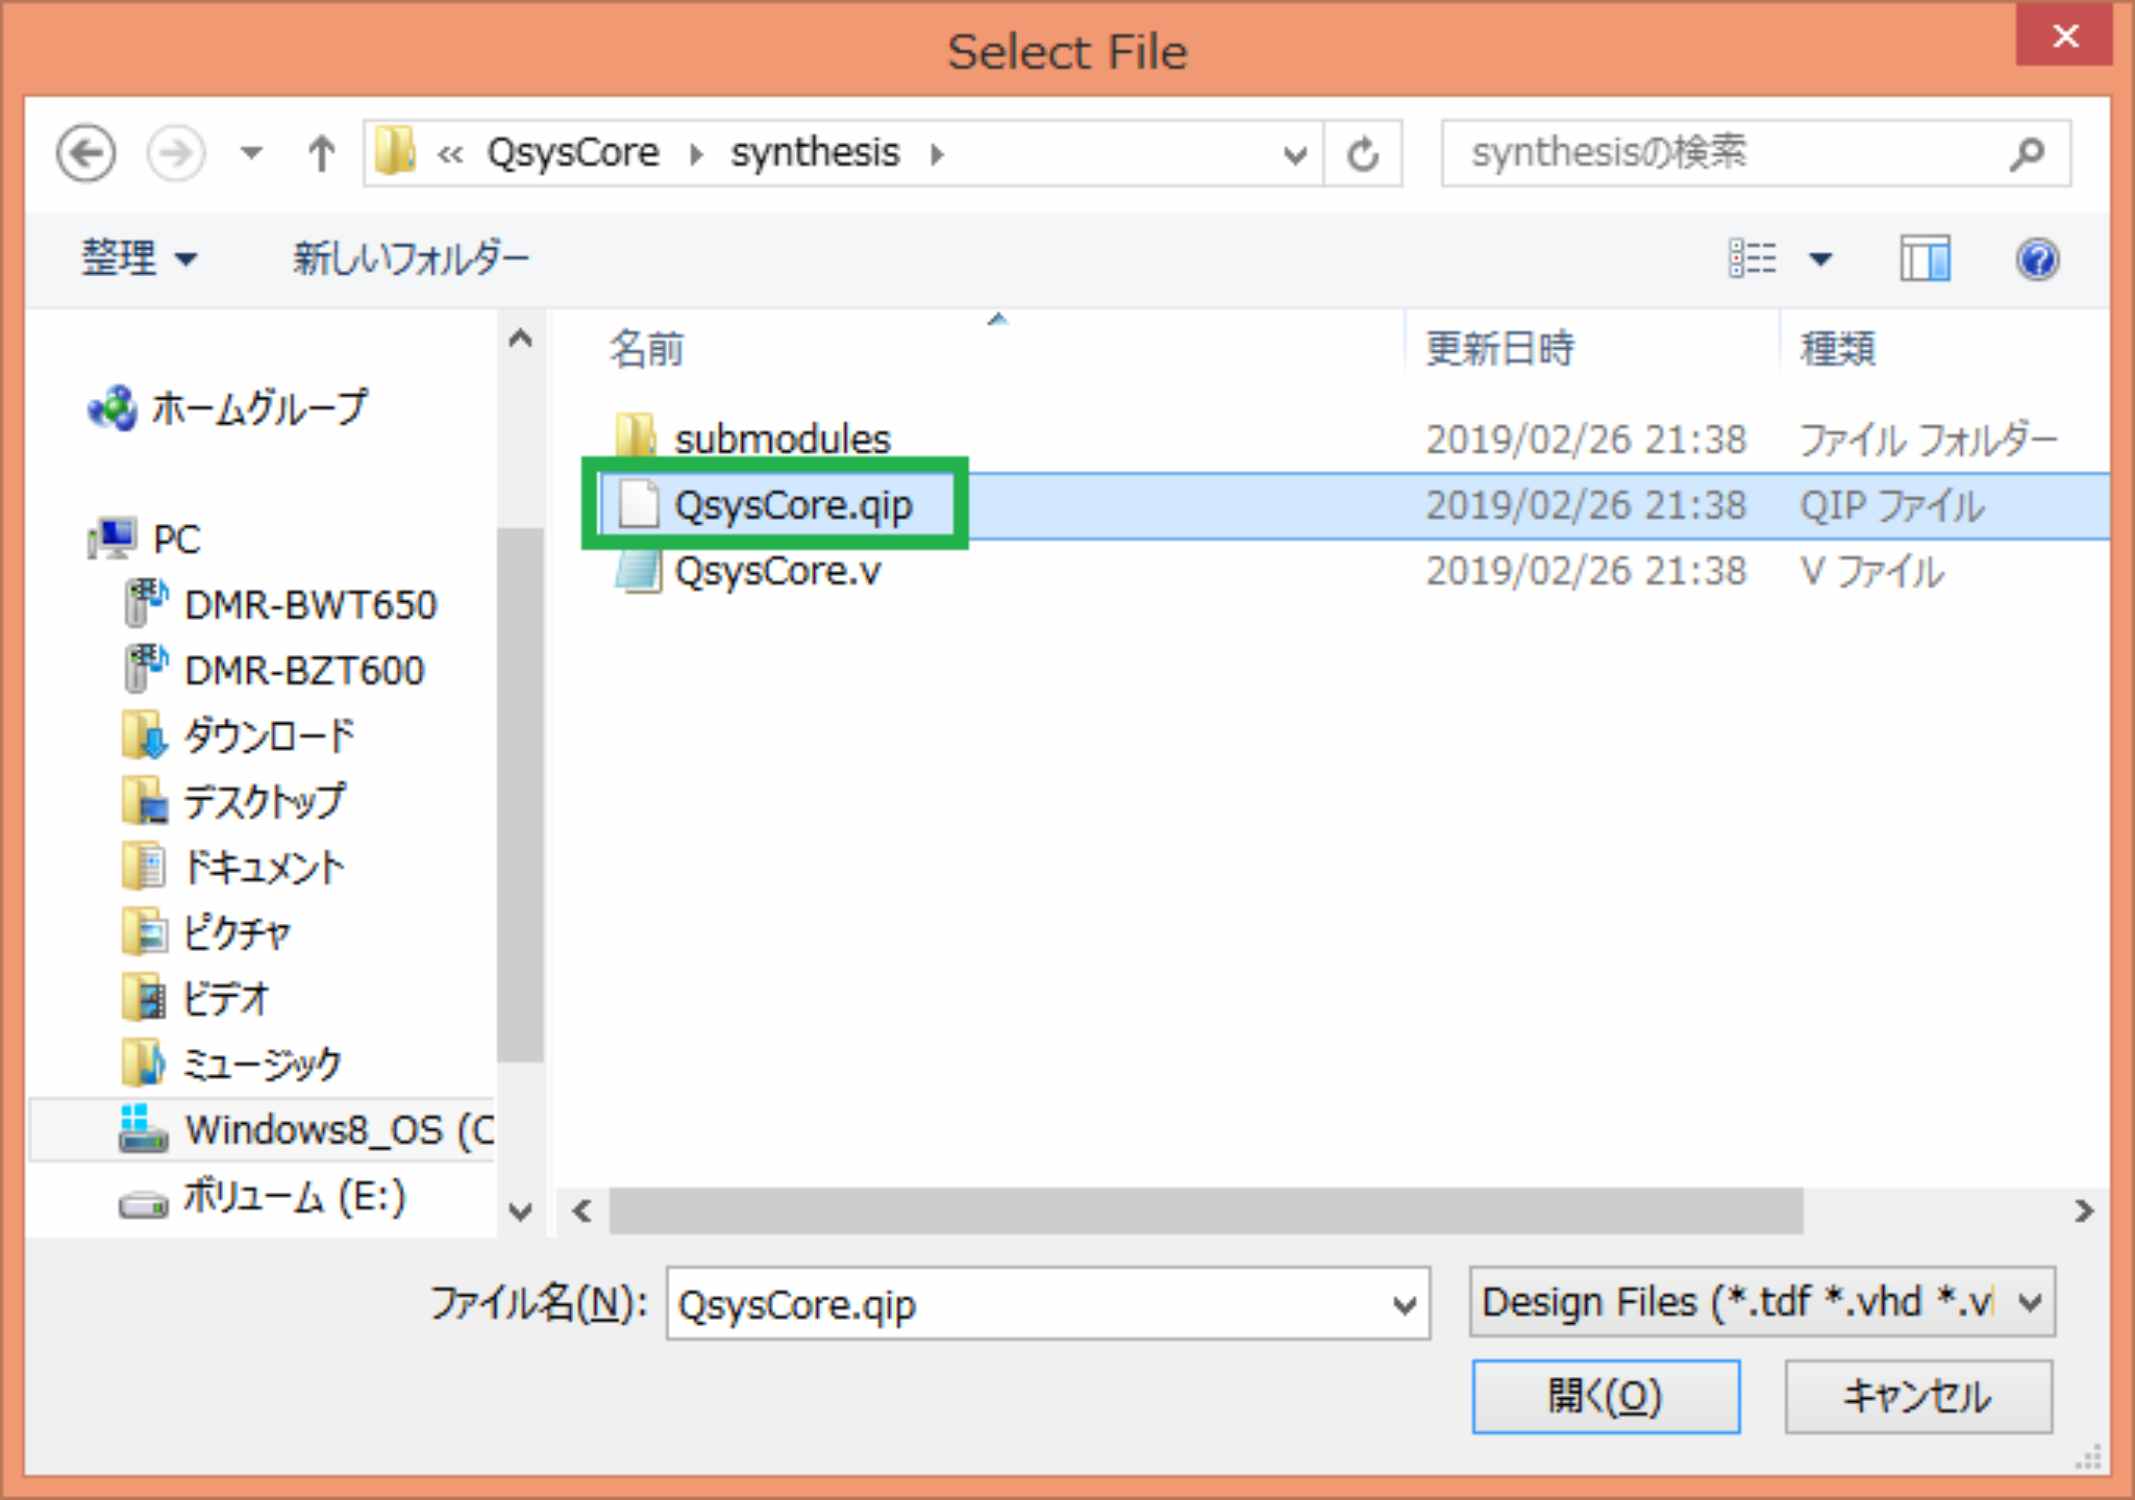 Select File
« QsysCore synthesis
synthesisの検索
整理 新しいフォルダー
名前 更新日時 種類
ホームグループ
PC
DMR-BWT650
DMR-BZT600
ダウンロード
デスクトップ
ドキュメント
ピクチャ
ビデオ
ミュージック
Windows8_OS (C
ボリューム (E:)
submodules 2019/02/26 21:38 ファイル フォルダー
QsysCore.qip 2019/02/26 21:38 QIP ファイル
QsysCore.v 2019/02/26 21:38 V ファイル
ファイル名(N): QsysCore.qip
Design Files (*.tdf *.vhd *.v
開く(O) キャンセル